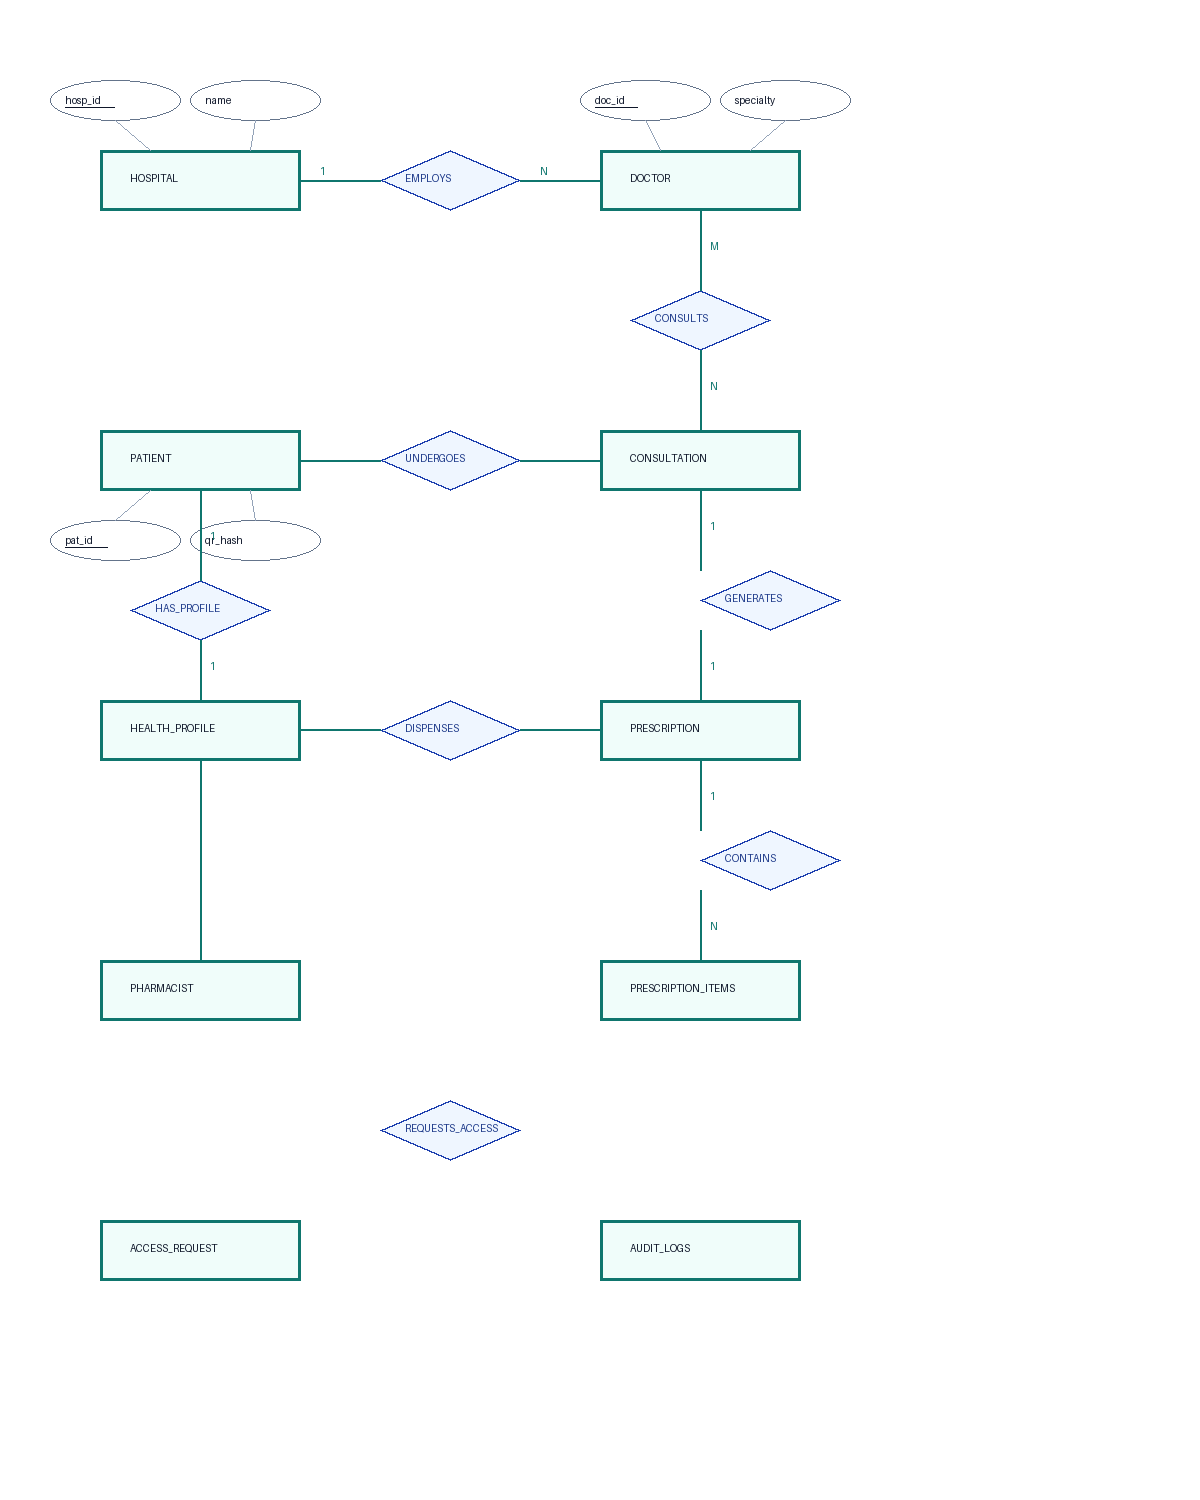 hosp_id
name
doc_id
specialty
HOSPITAL
1
EMPLOYS
N
DOCTOR
M
CONSULTS
N
PATIENT
UNDERGOES
CONSULTATION
1
pat_id
1
qr_hash
GENERATES
HAS_PROFILE
1
1
HEALTH_PROFILE
DISPENSES
PRESCRIPTION
1
CONTAINS
N
PHARMACIST
PRESCRIPTION_ITEMS
REQUESTS_ACCESS
ACCESS_REQUEST
AUDIT_LOGS